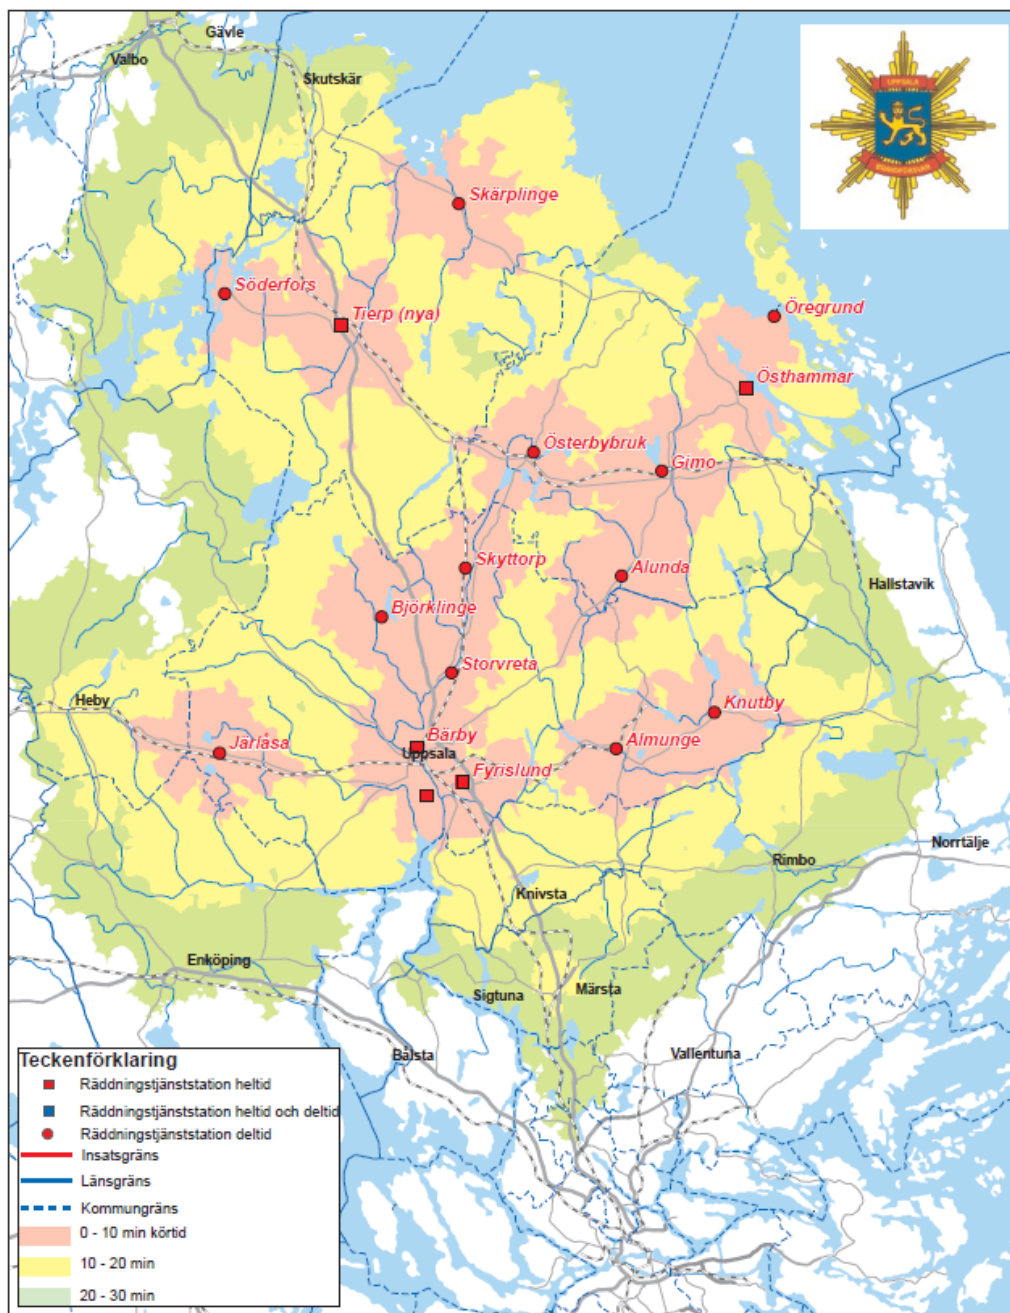 Gävle
Valbo
Skutskär
UPPSALA
BRANDFÖRSVAR
Skärplinge
Söderfors
Tierp (nya)
Öregrund
Östhammar
Österbybruk
Gimo
Skyttorp
Alunda
Hallstavik
Björklinge
Storvreta
Heby
Knutby
Järlåsa
Bärby
Uppsala
Almunge
Fyrislund
Norrtälje
Rimbo
Knivsta
Enköping
Sigtuna
Märsta
Bålsta
Vallentuna
Teckenförklaring
Räddningstjänststation heltid
Räddningstjänststation heltid och deltid
Räddningstjänststation deltid
Insatsgräns
Länsgräns
Kommungräns
0 - 10 min körtid
10 - 20 min
20 - 30 min